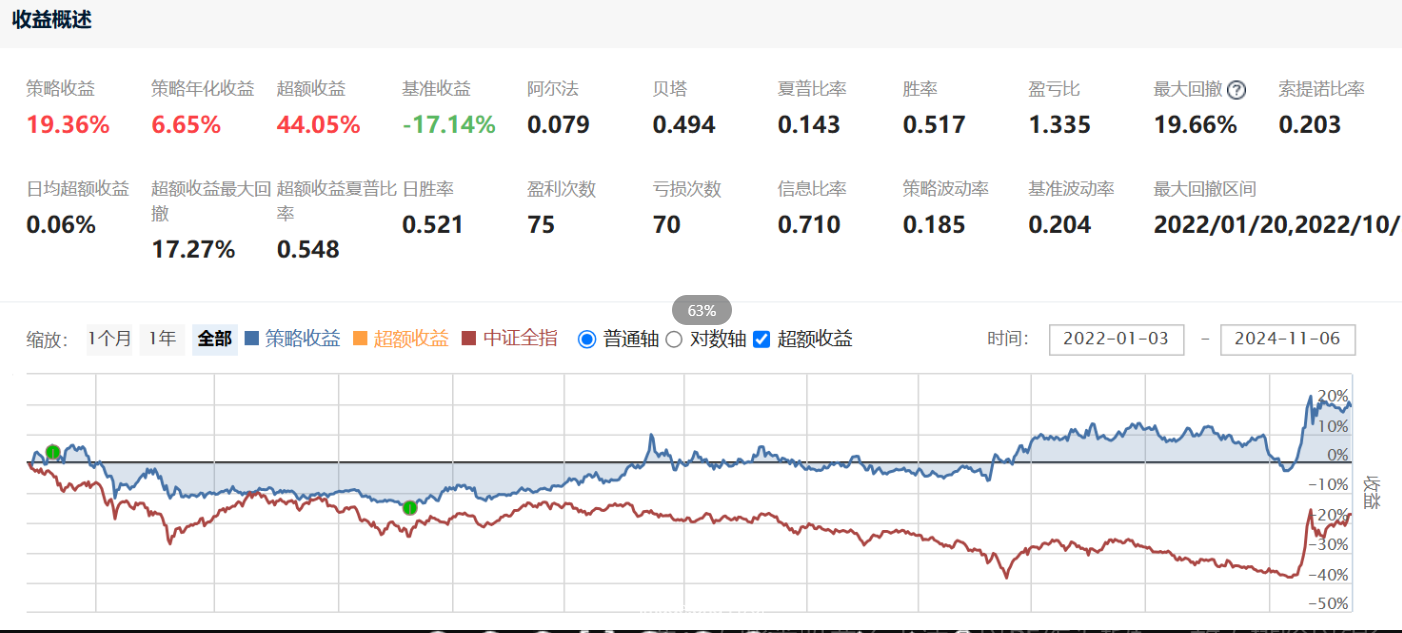 收益概述
策略收益 策略年化收益 超额收益 基准收益 阿尔法 贝塔 夏普比率 胜率 盈亏比 最大回撤 ? 索提诺比率
19.36% 6.65% 44.05% -17.14% 0.079 0.494 0.143 0.517 1.335 19.66% 0.203
日均超额收益 超额收益最大回撤 超额收益夏普比率 日胜率 盈利次数 亏损次数 信息比率 策略波动率 基准波动率 最大回撤区间
0.06% 17.27% 0.548 0.521 75 70 0.710 0.185 0.204 2022/01/20,2022/10/
63%
缩放: 1个月 1年 全部 策略收益 超额收益 中证全指 普通轴 对数轴 超额收益 时间: 2022-01-03 - 2024-11-06
20%
10%
0%
-10%
-20%
-30%
-40%
-50%
收益